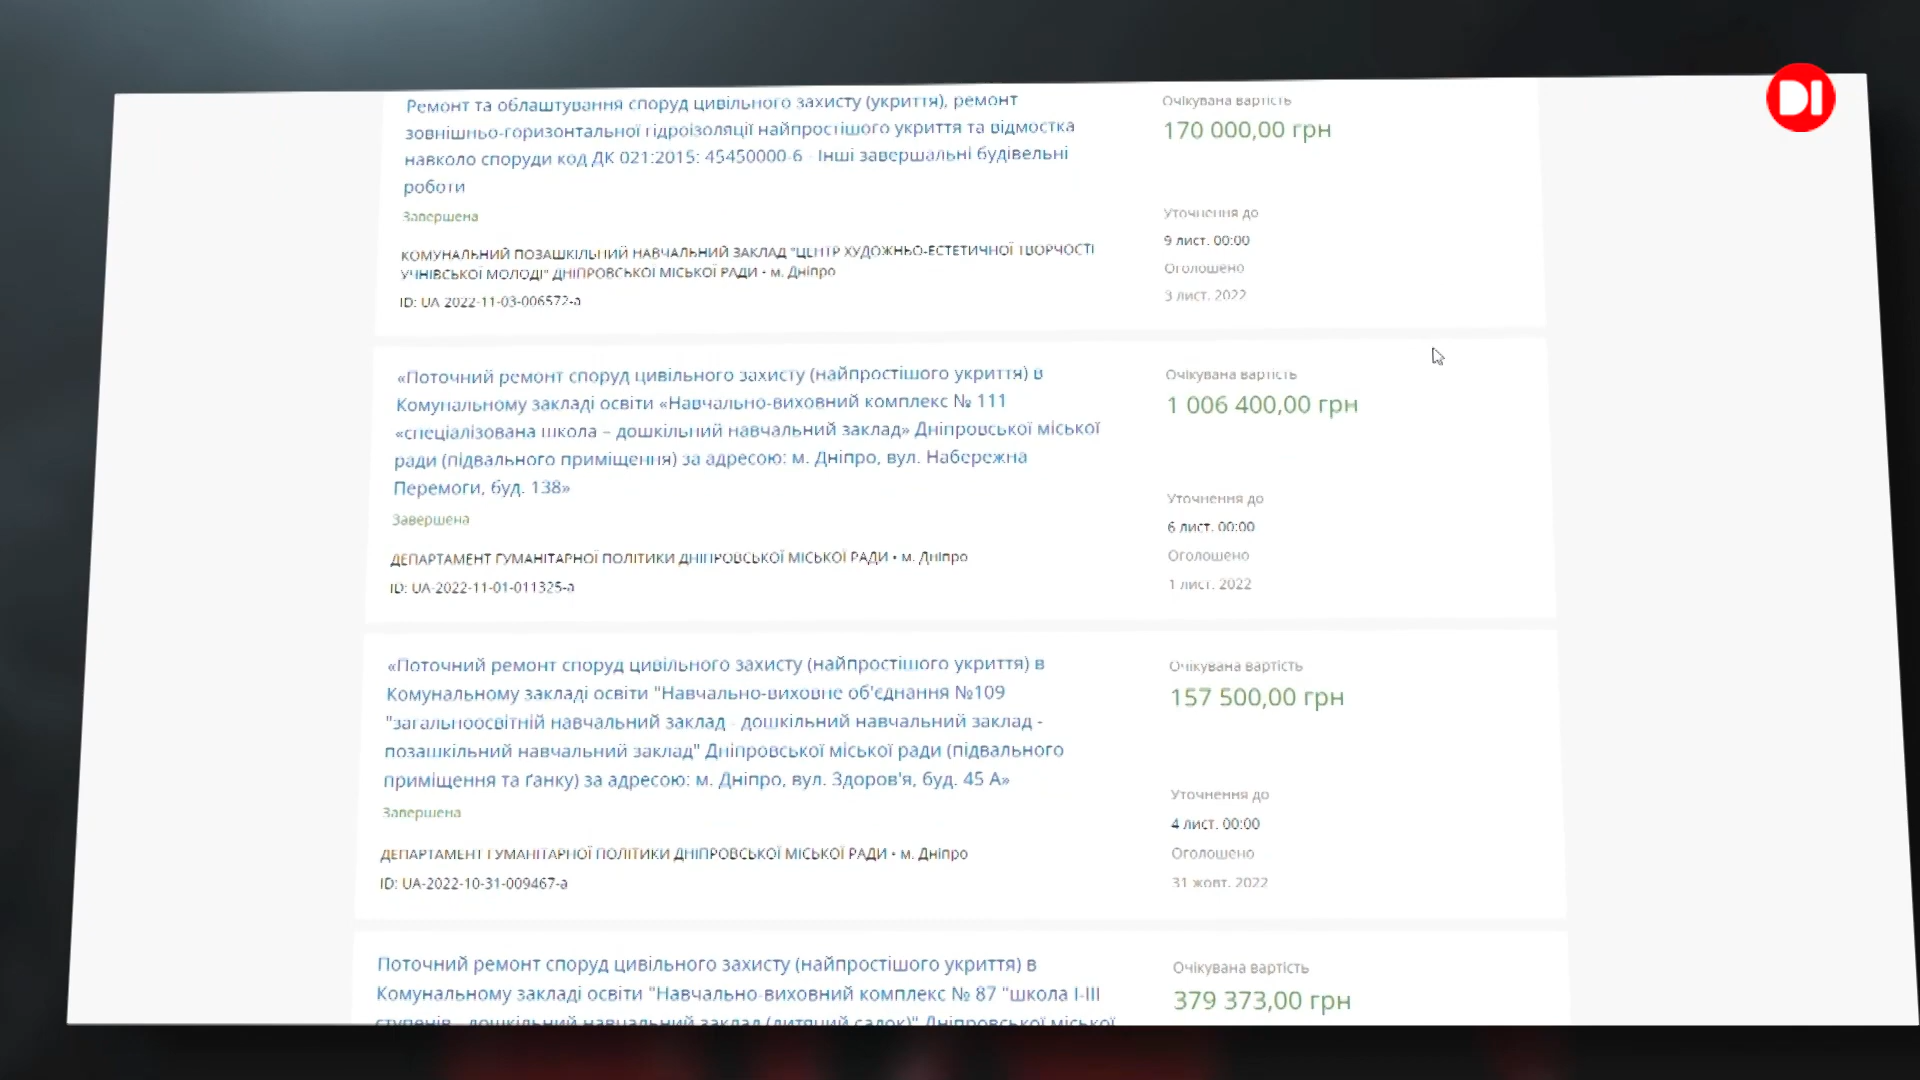 DI
Ремонт та облаштування споруд цивільного захисту (укриття), ремонт
зовнішньо-горизонтальної гідроізоляції найпростішого укриття та відмостка
навколо споруди код ДК 021:2015: 45450000-6 - Інші завершальні будівельні
роботи
Завершена
КОМУНАЛЬНИЙ ПОЗАШКІЛЬНИЙ НАВЧАЛЬНИЙ ЗАКЛАД "ЦЕНТР ХУДОЖНЬО-ЕСТЕТИЧНОЇ ТВОРЧОСТІ
УЧНІВСЬКОЇ МОЛОДІ" ДНІПРОВСЬКОЇ МІСЬКОЇ РАДИ • м. Дніпро
ID: UA-2022-11-03-006572-a
Очікувана вартість
170 000,00 грн
Уточнення до
9 лист. 00:00
Оголошено
3 лист. 2022
«Поточний ремонт споруд цивільного захисту (найпростішого укриття) в
Комунальному закладі освіти «Навчально-виховний комплекс № 111
«спеціалізована школа – дошкільний навчальний заклад» Дніпровської міської
ради (підвального приміщення) за адресою: м. Дніпро, вул. Набережна
Перемоги, буд. 138»
Завершена
ДЕПАРТАМЕНТ ГУМАНІТАРНОЇ ПОЛІТИКИ ДНІПРОВСЬКОЇ МІСЬКОЇ РАДИ • м. Дніпро
ID: UA-2022-11-01-011325-a
Очікувана вартість
1 006 400,00 грн
Уточнення до
6 лист. 00:00
Оголошено
1 лист. 2022
«Поточний ремонт споруд цивільного захисту (найпростішого укриття) в
Комунальному закладі освіти "Навчально-виховне об'єднання №109
"загальноосвітній навчальний заклад - дошкільний навчальний заклад -
позашкільний навчальний заклад" Дніпровської міської ради (підвального
приміщення та ґанку) за адресою: м. Дніпро, вул. Здоров'я, буд. 45 А»
Завершена
ДЕПАРТАМЕНТ ГУМАНІТАРНОЇ ПОЛІТИКИ ДНІПРОВСЬКОЇ МІСЬКОЇ РАДИ • м. Дніпро
ID: UA-2022-10-31-009467-a
Очікувана вартість
157 500,00 грн
Уточнення до
4 лист. 00:00
Оголошено
31 жовт. 2022
Поточний ремонт споруд цивільного захисту (найпростішого укриття) в
Комунальному закладі освіти "Навчально-виховний комплекс № 87 "школа I-III
ступенів - дошкільний навчальний заклад (дитячий садок)" Дніпровської міської
Очікувана вартість
379 373,00 грн